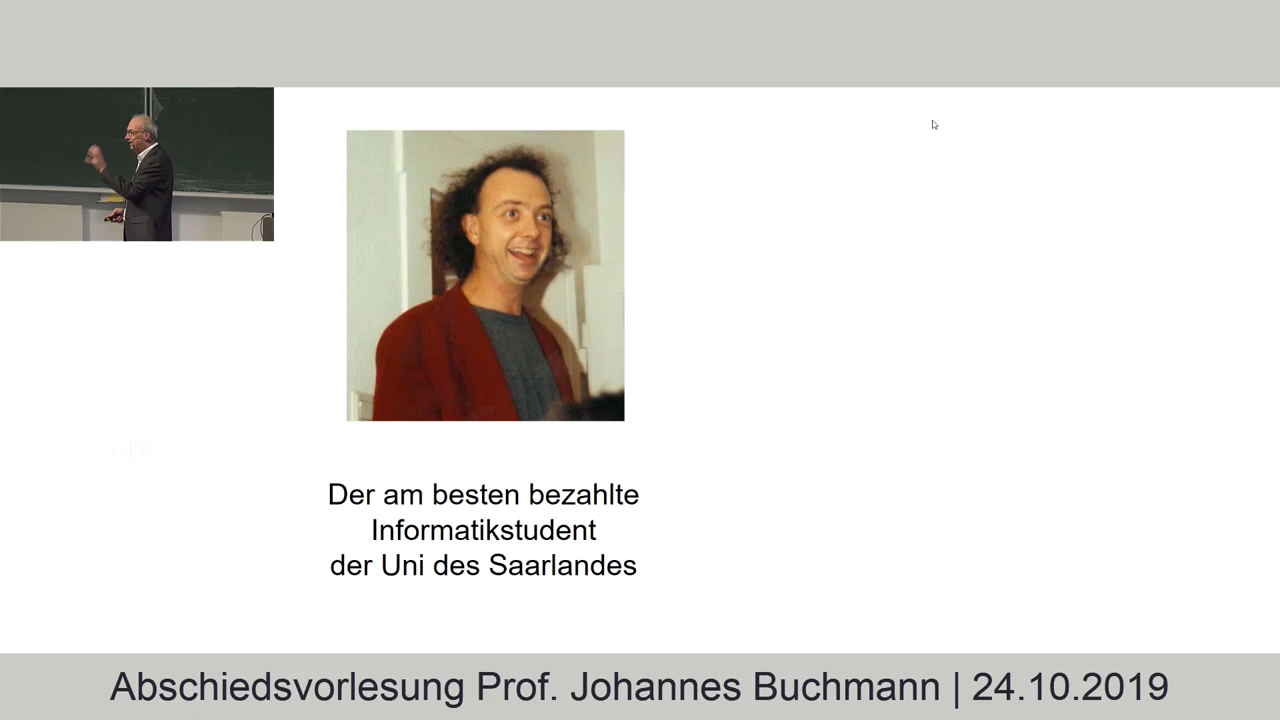 Der am besten bezahlte
Informatikstudent
der Uni des Saarlandes
Abschiedsvorlesung Prof. Johannes Buchmann | 24.10.2019